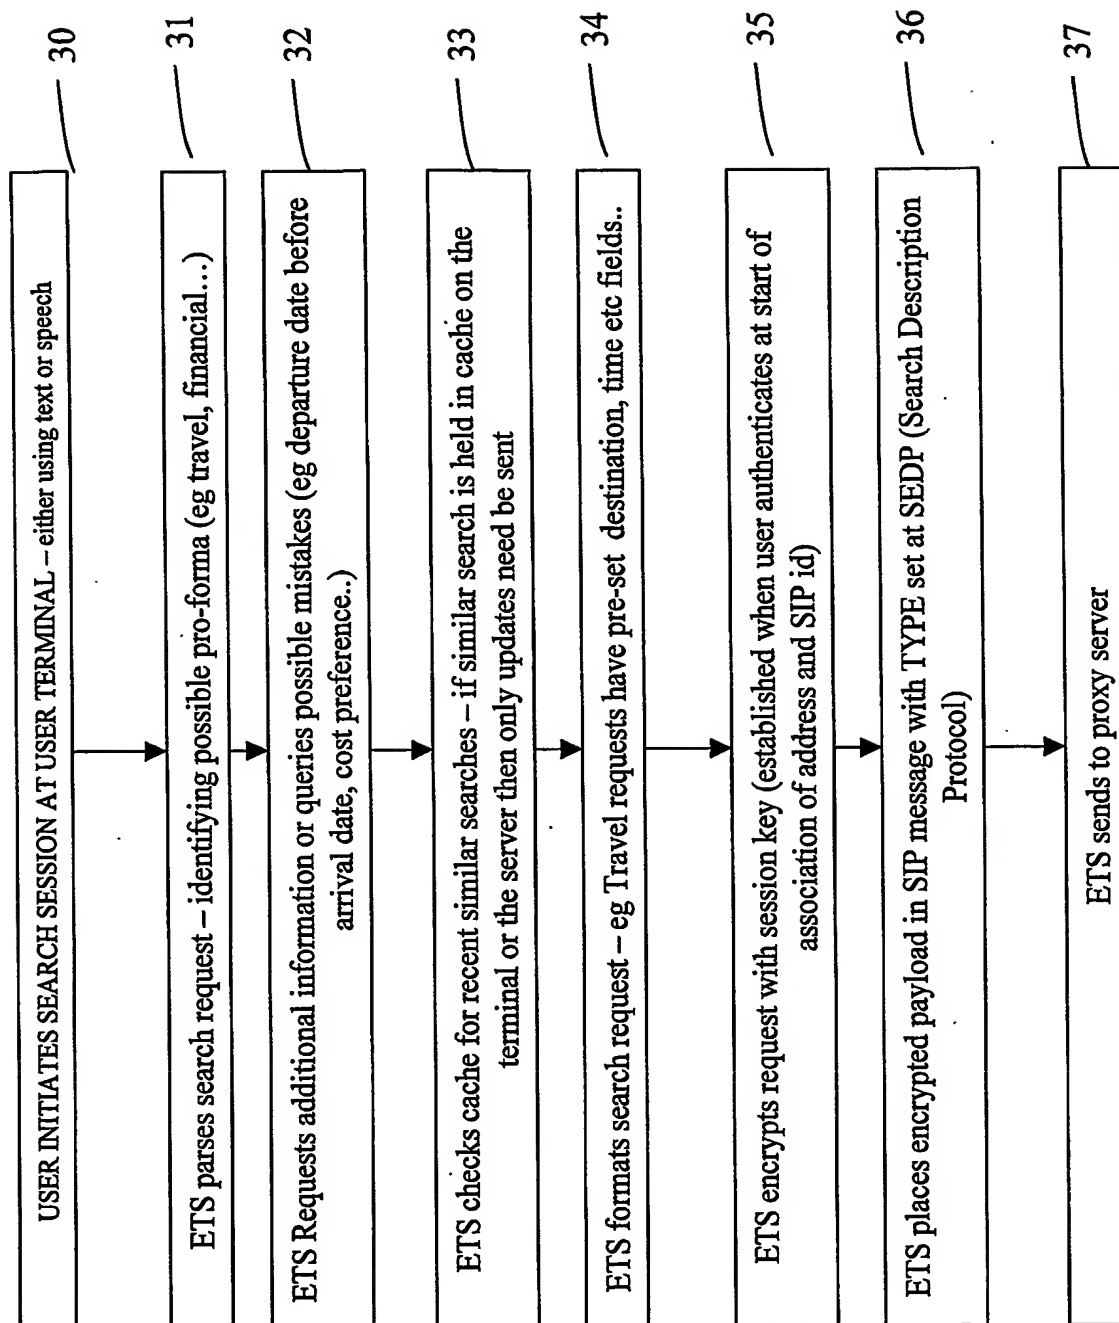 USER INITIATES SEARCH SESSION AT USER TERMINAL – either using text or speech
30
ETS parses search request – identifying possible pro-forma (eg travel, financial...)
31
ETS Requests additional information or queries possible mistakes (eg departure date before
arrival date, cost preference..)
32
ETS checks cache for recent similar searches – if similar search is held in cache on the
terminal or the server then only updates need be sent
33
ETS formats search request – eg Travel requests have pre-set destination, time etc fields..
34
ETS encrypts request with session key (established when user authenticates at start of
association of address and SIP id)
35
ETS places encrypted payload in SIP message with TYPE set at SEDP (Search Description
Protocol)
36
ETS sends to proxy server
37